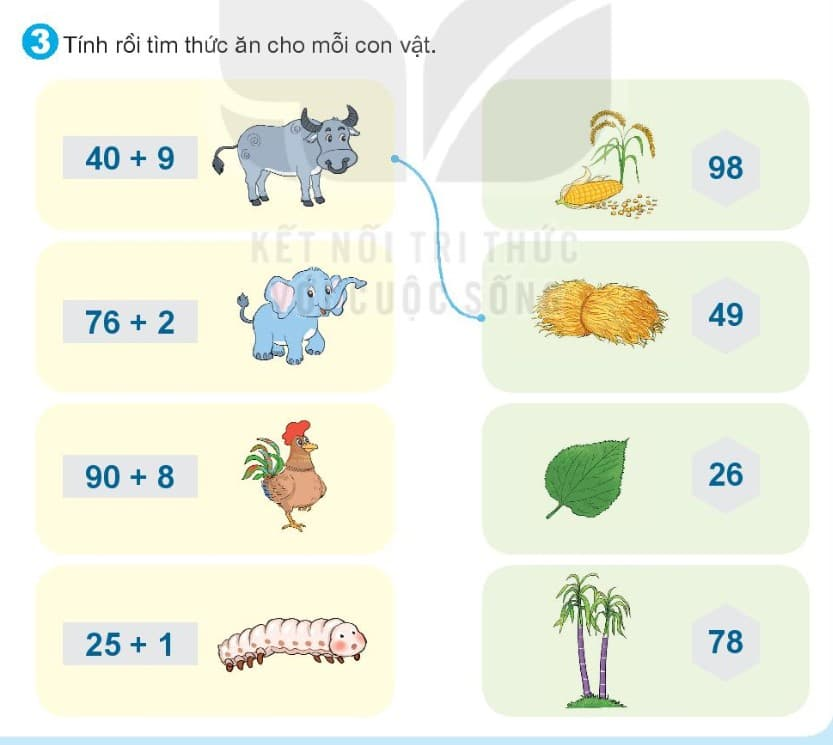 3 Tính rồi tìm thức ăn cho mỗi con vật.
40 + 9
98
KẾT NỐI TRI THỨC
VỚI CUỘC SỐNG
76 + 2
49
90 + 8
26
25 + 1
78